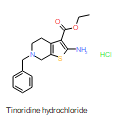 O
O
NH₂
N
S
HCl
Tinoridine hydrochloride